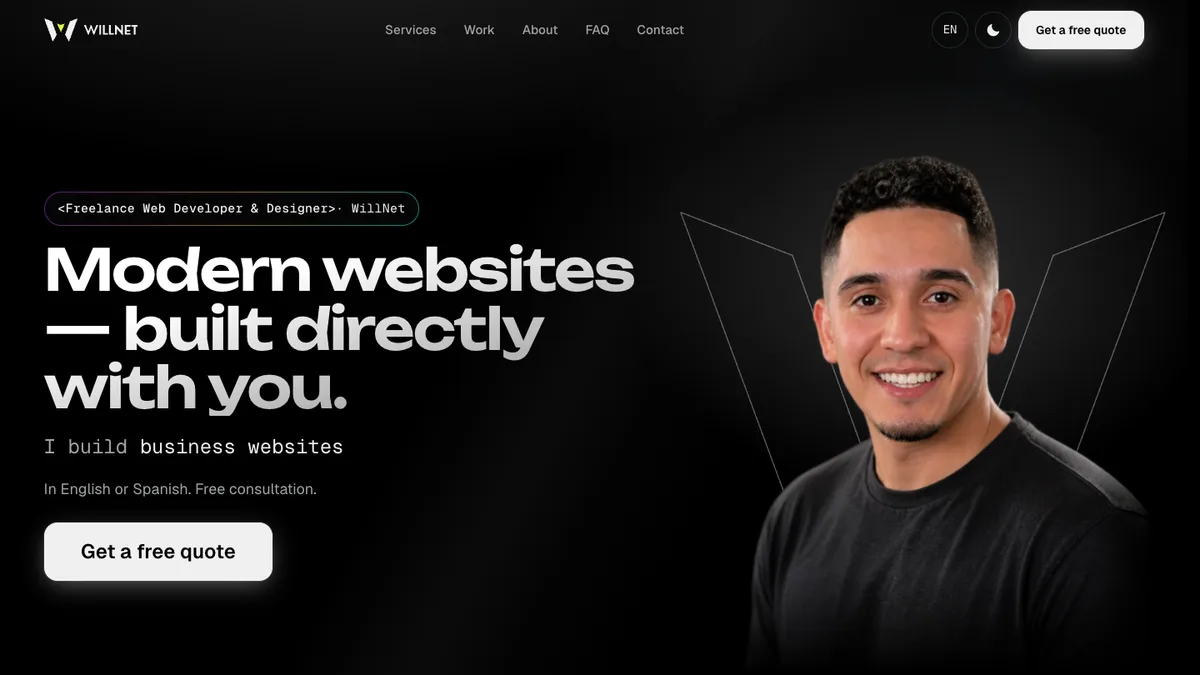 WILLNET
Services
Work
About
FAQ
Contact
EN
Get a free quote
<Freelance Web Developer & Designer>· WillNet
Modern websites
— built directly
with you.
I build business websites
In English or Spanish. Free consultation.
Get a free quote